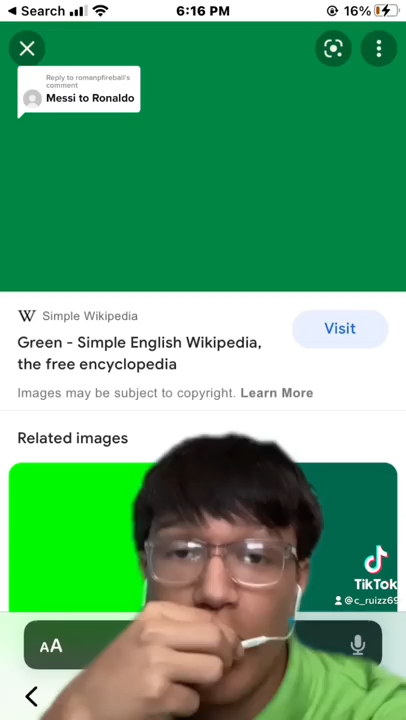 Search
6:16 PM
16%
Reply to romanpfireball's
comment
Messi to Ronaldo
W Simple Wikipedia
Green - Simple English Wikipedia,
the free encyclopedia
Visit
Images may be subject to copyright. Learn More
Related images
TikTok
@c_ruizz69
AA